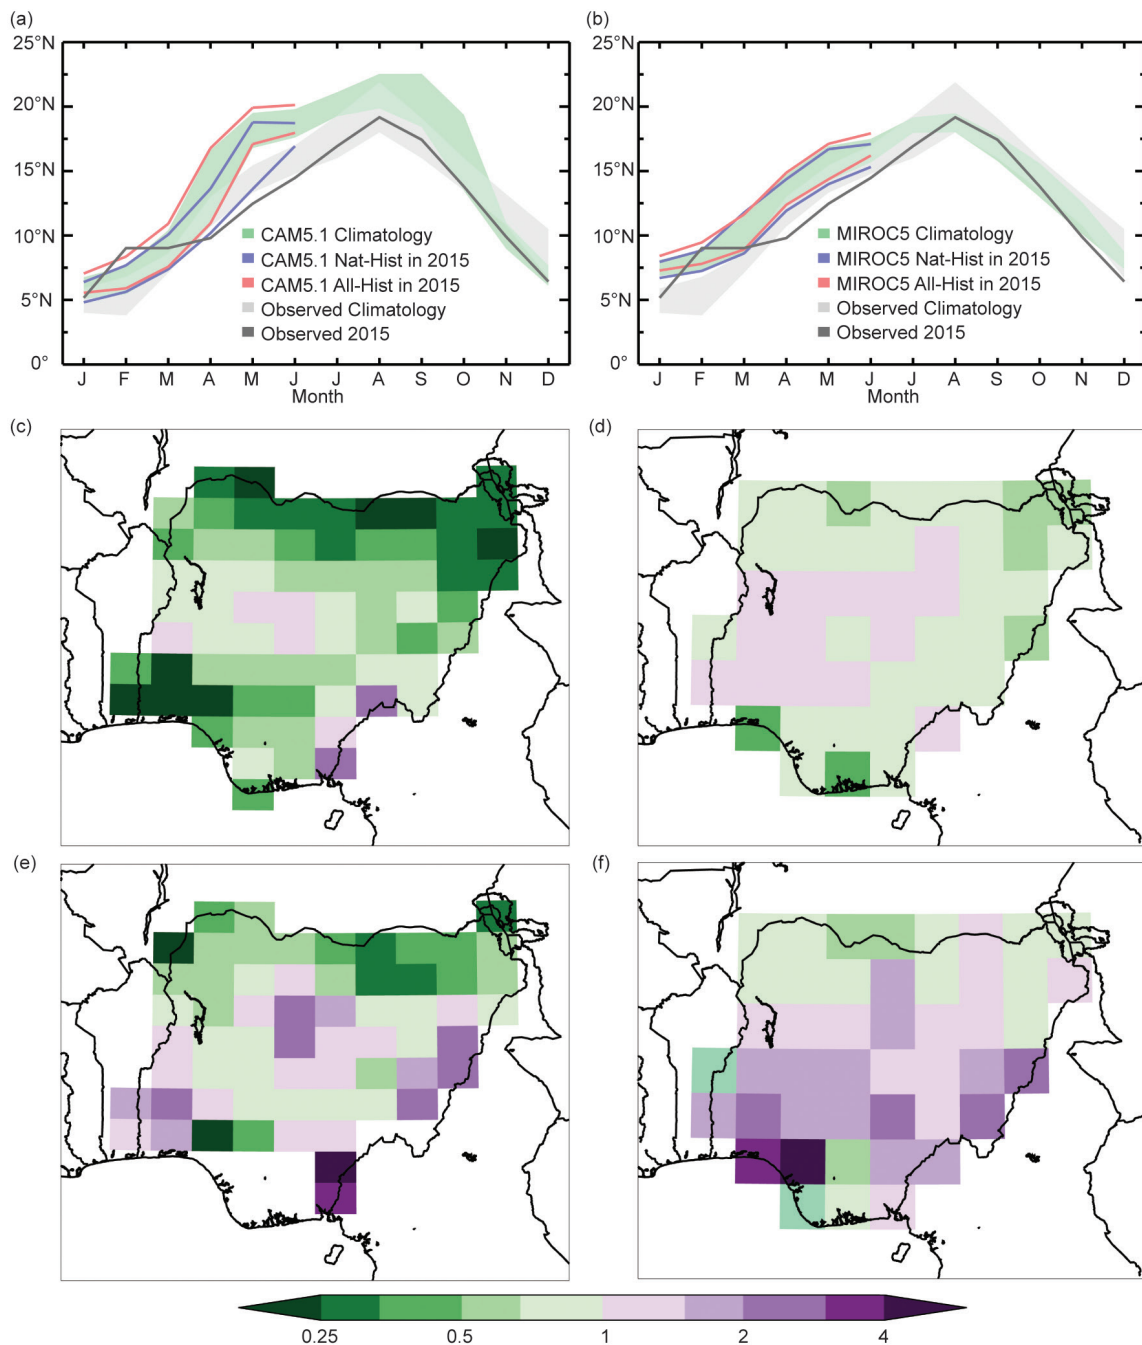 (a)
25°N
20°N
15°N
10°N
5°N
0°
CAM5.1 Climatology
CAM5.1 Nat-Hist in 2015
CAM5.1 All-Hist in 2015
Observed Climatology
Observed 2015
J F M A M J J A S O N D
Month
(b)
25°N
20°N
15°N
10°N
5°N
0°
MIROC5 Climatology
MIROC5 Nat-Hist in 2015
MIROC5 All-Hist in 2015
Observed Climatology
Observed 2015
J F M A M J J A S O N D
Month
(c)
(d)
(e)
(f)
0.25 0.5 1 2 4